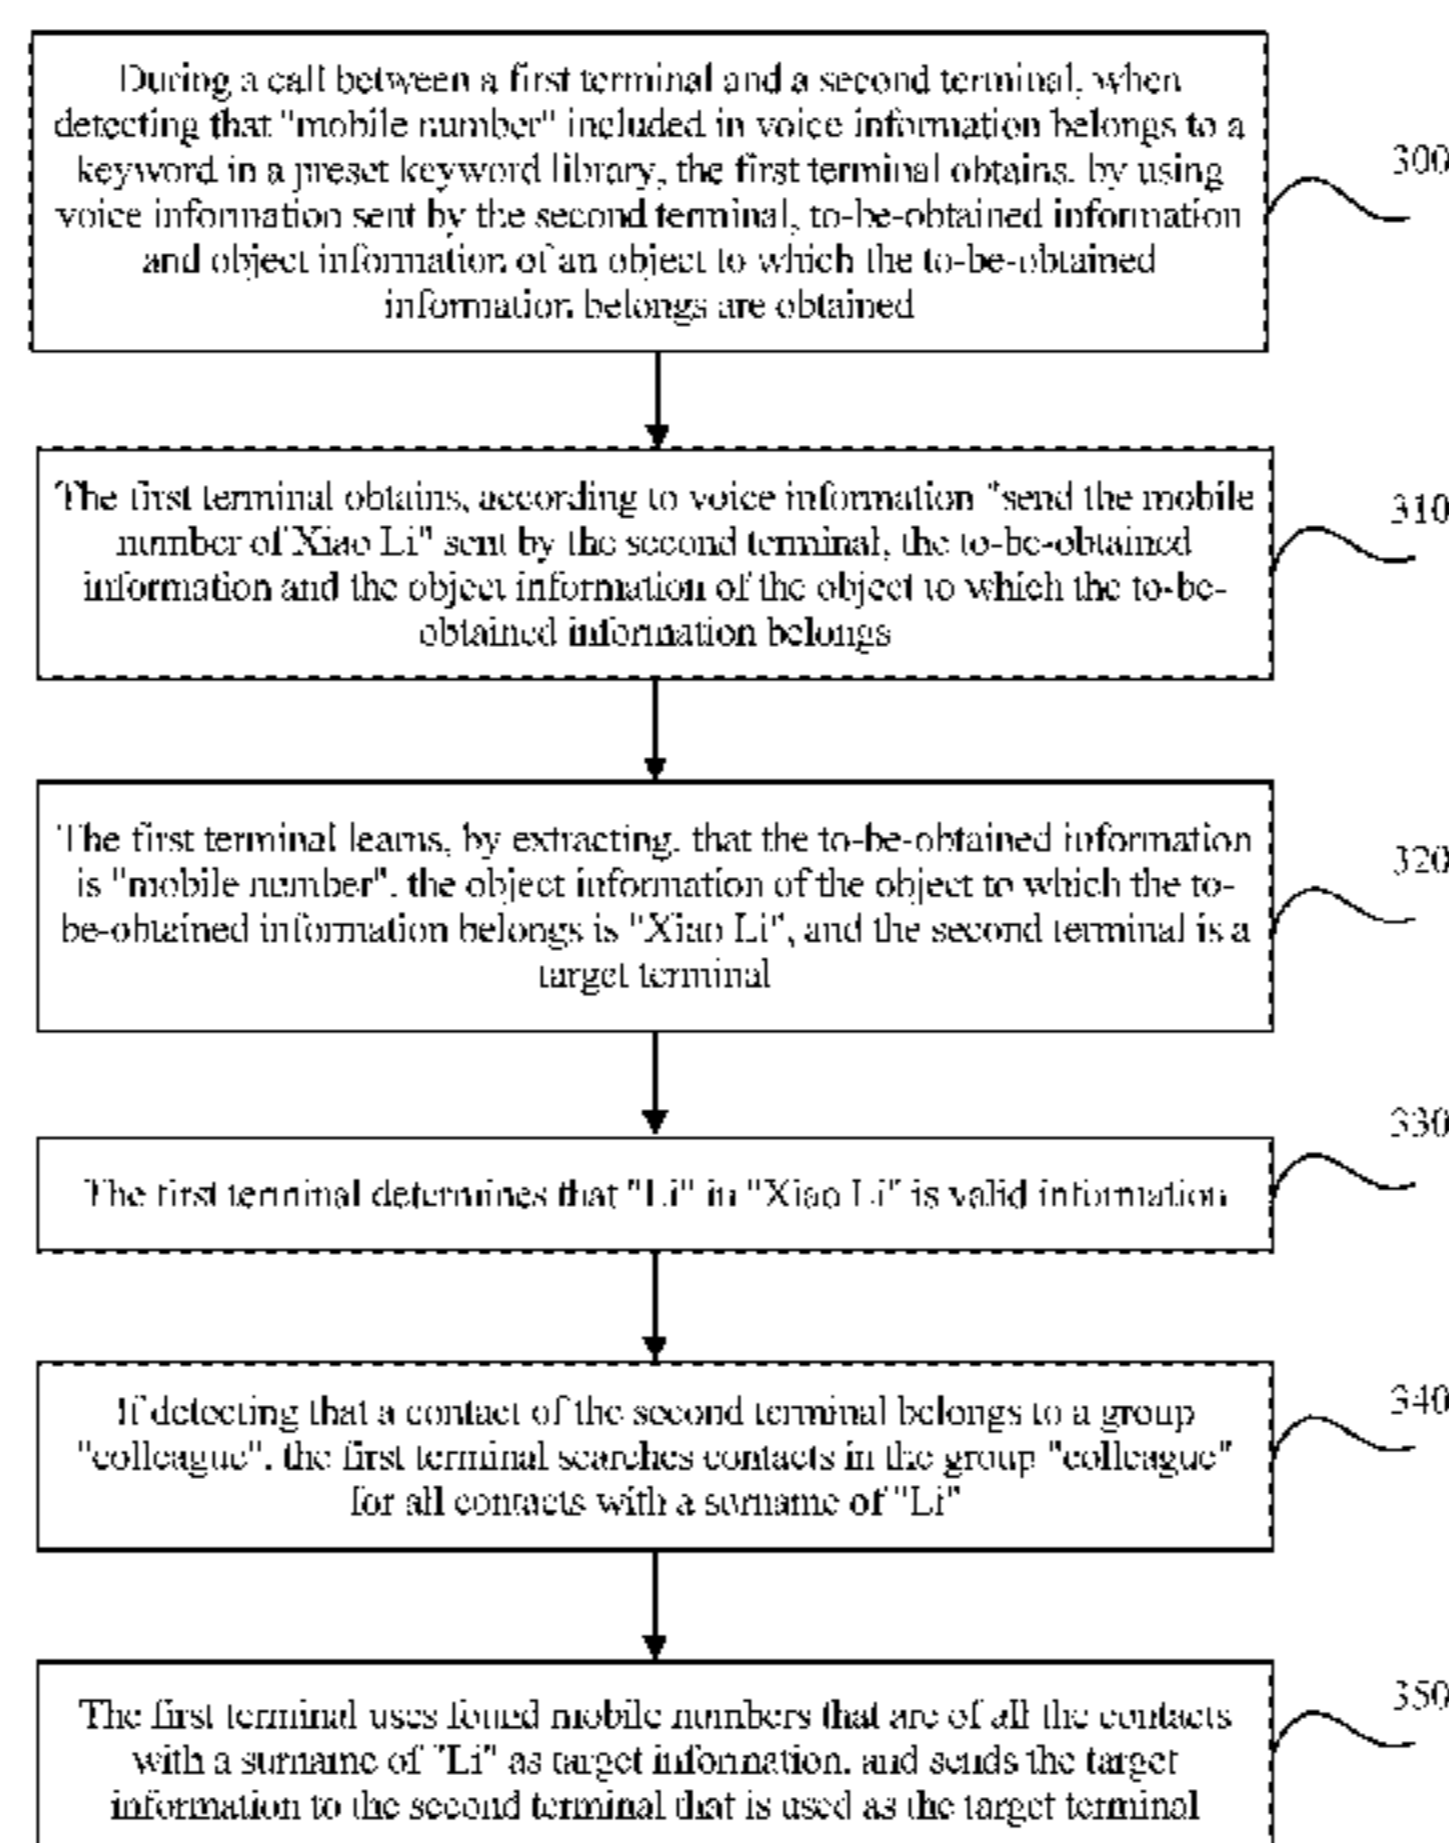 During a call between a first terminal and a second terminal, when
detecting that "mobile number" included in voice information belongs to a
keyword in a preset keyword library, the first terminal obtains, by using
voice information sent by the second terminal, to-be-obtained information
and object information of an object to which the to-be-obtained
information belongs are obtained
300
The first terminal obtains, according to voice information "send the mobile
number of Xiao Li" sent by the second terminal, the to-be-obtained
information and the object information of the object to which the to-be-
obtained information belongs
310
The first terminal learns, by extracting, that the to-be-obtained information
is "mobile number", the object information of the object to which the to-
be-obtained information belongs is "Xiao Li", and the second terminal is a
target terminal
320
The first terminal determines that "Li" in "Xiao Li" is valid information
330
If detecting that a contact of the second terminal belongs to a group
"colleague", the first terminal searches contacts in the group "colleague"
for all contacts with a surname of "Li"
340
The first terminal uses found mobile numbers that are of all the contacts
with a surname of "Li" as target information, and sends the target
information to the second terminal that is used as the target terminal
350